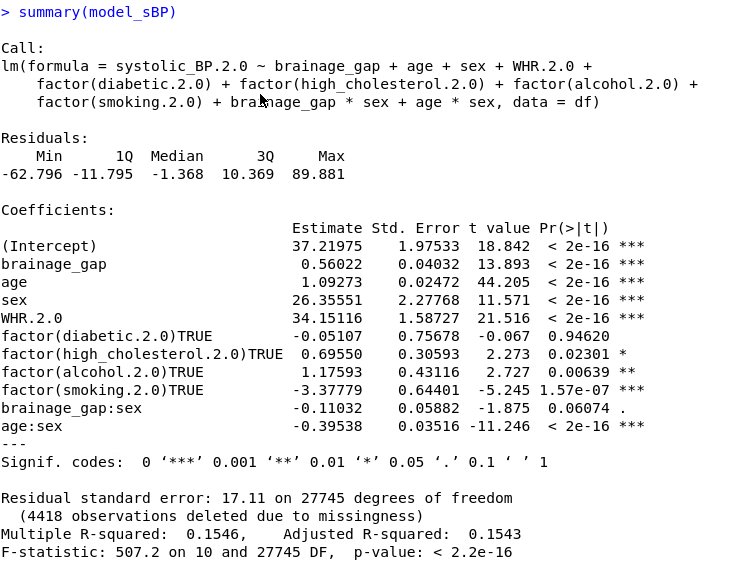 > summary(model_sBP)

Call:
lm(formula = systolic_BP.2.0 ~ brainage_gap + age + sex + WHR.2.0 +
    factor(diabetic.2.0) + factor(high_cholesterol.2.0) + factor(alcohol.2.0) +
    factor(smoking.2.0) + brainage_gap * sex + age * sex, data = df)

Residuals:
    Min      1Q  Median      3Q     Max
-62.796 -11.795  -1.368  10.369  89.881

Coefficients:
                                  Estimate Std. Error t value Pr(>|t|)
(Intercept)                       37.21975    1.97533  18.842  < 2e-16 ***
brainage_gap                       0.56022    0.04032  13.893  < 2e-16 ***
age                                1.09273    0.02472  44.205  < 2e-16 ***
sex                               26.35551    2.27768  11.571  < 2e-16 ***
WHR.2.0                           34.15116    1.58727  21.516  < 2e-16 ***
factor(diabetic.2.0)TRUE          -0.05107    0.75678  -0.067  0.94620
factor(high_cholesterol.2.0)TRUE   0.69550    0.30593   2.273  0.02301 *
factor(alcohol.2.0)TRUE            1.17593    0.43116   2.727  0.00639 **
factor(smoking.2.0)TRUE           -3.37779    0.64401  -5.245 1.57e-07 ***
brainage_gap:sex                  -0.11032    0.05882  -1.875  0.06074 .
age:sex                           -0.39538    0.03516 -11.246  < 2e-16 ***
---
Signif. codes:  0 ‘***’ 0.001 ‘**’ 0.01 ‘*’ 0.05 ‘.’ 0.1 ‘ ’ 1

Residual standard error: 17.11 on 27745 degrees of freedom
  (4418 observations deleted due to missingness)
Multiple R-squared:  0.1546,    Adjusted R-squared:  0.1543
F-statistic: 507.2 on 10 and 27745 DF,  p-value: < 2.2e-16